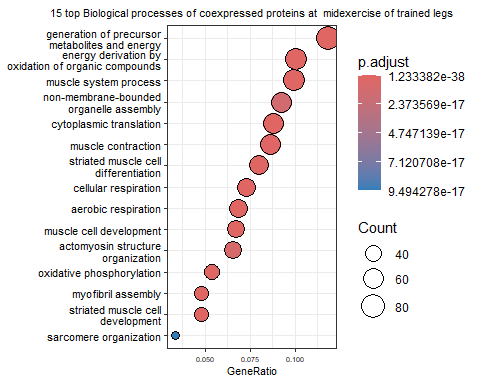 15 top Biological processes of coexpressed proteins at  midexercise of trained legs
generation of precursor
metabolites and energy
energy derivation by
oxidation of organic compounds
muscle system process
non-membrane-bounded
organelle assembly
cytoplasmic translation
muscle contraction
striated muscle cell
differentiation
cellular respiration
aerobic respiration
muscle cell development
actomyosin structure
organization
oxidative phosphorylation
myofibril assembly
striated muscle cell
development
sarcomere organization
0.050 0.075 0.100
GeneRatio
p.adjust
1.233382e-38
2.373569e-17
4.747139e-17
7.120708e-17
9.494278e-17
Count
40
60
80